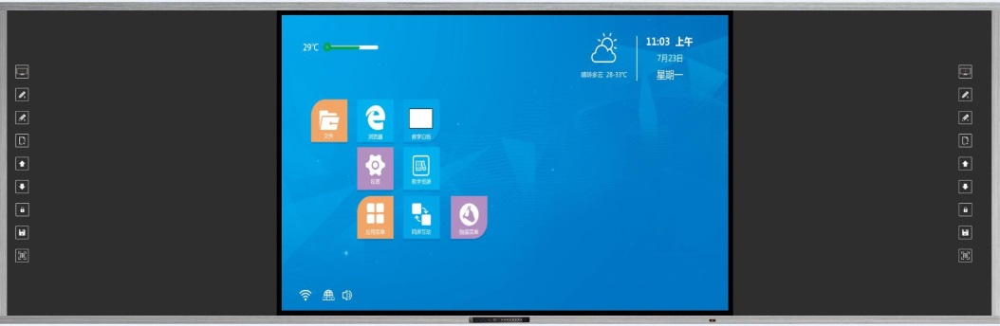 29℃
11:03 上午
7月23日
晴转多云 28-33℃
星期一
文件
浏览器
教学白板
设置
教学资源
应用菜单
同屏互动